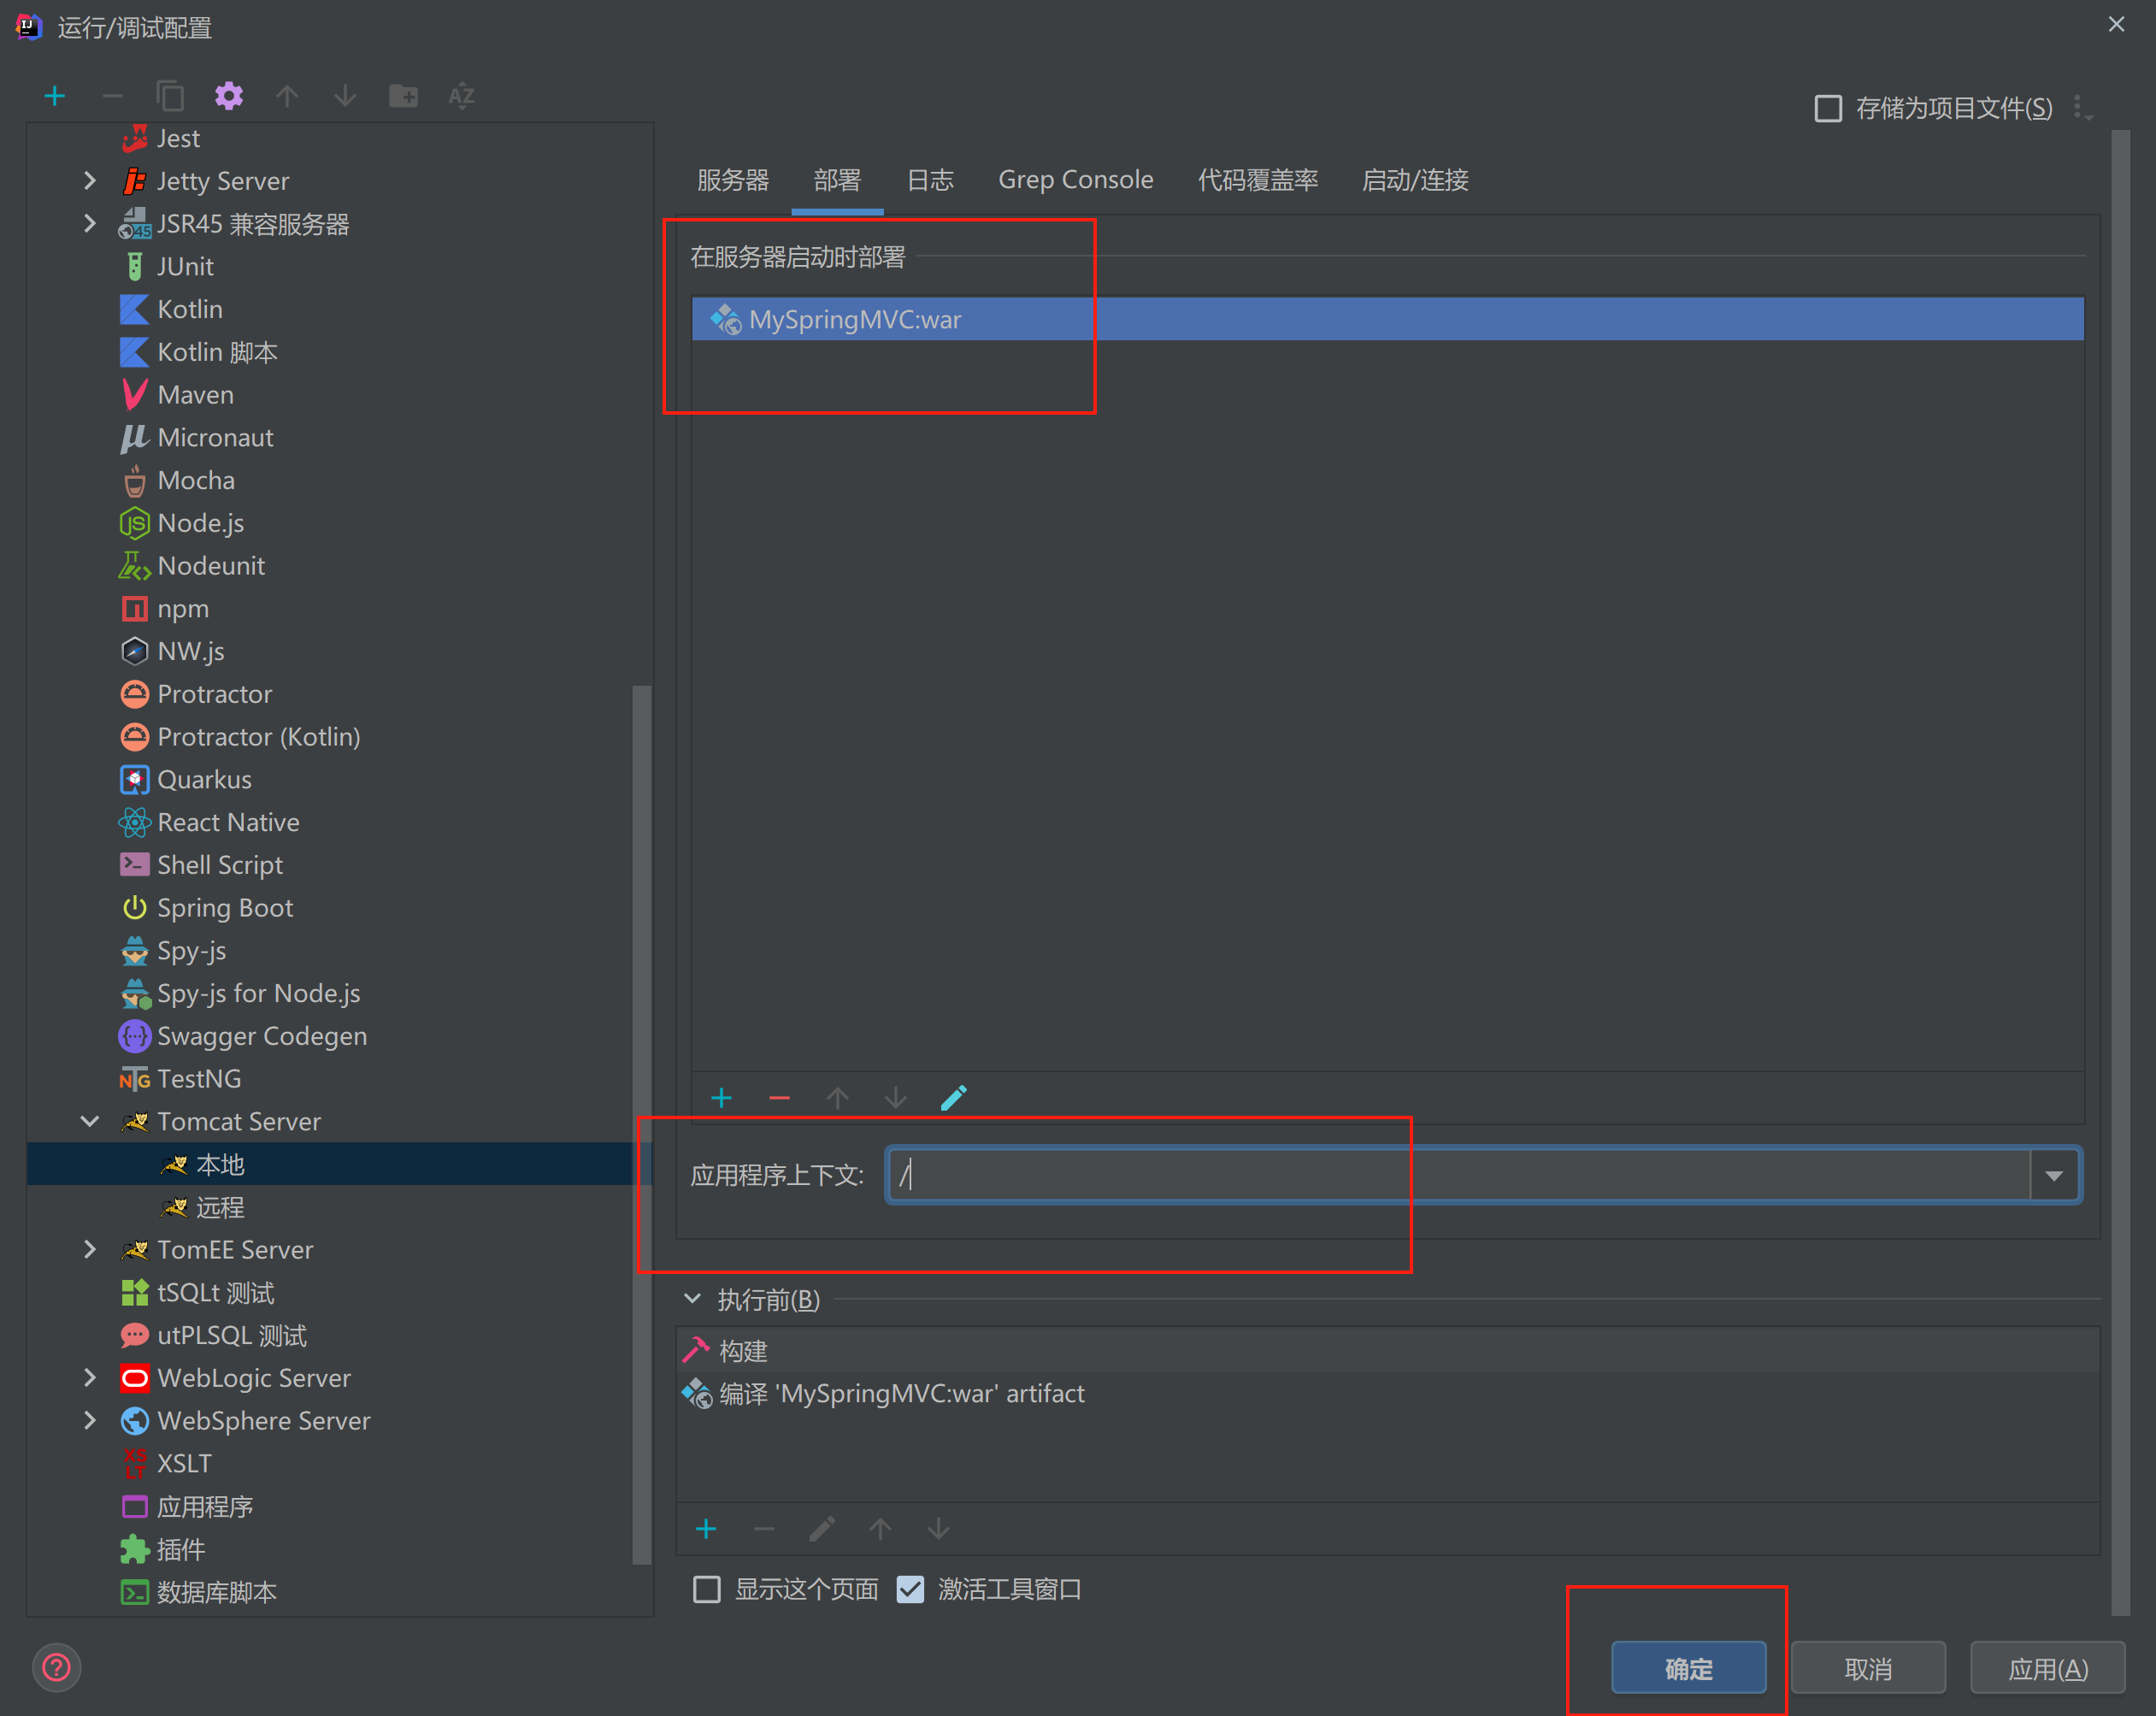 运行/调试配置
存储为项目文件(S)
Jest
Jetty Server
JSR45 兼容服务器
JUnit
Kotlin
Kotlin 脚本
Maven
Micronaut
Mocha
Node.js
Nodeunit
npm
NW.js
Protractor
Protractor (Kotlin)
Quarkus
React Native
Shell Script
Spring Boot
Spy-js
Spy-js for Node.js
Swagger Codegen
TestNG
Tomcat Server
本地
远程
TomEE Server
tSQLt 测试
utPLSQL 测试
WebLogic Server
WebSphere Server
XSLT
应用程序
插件
数据库脚本
服务器 部署 日志 Grep Console 代码覆盖率 启动/连接
在服务器启动时部署
MySpringMVC:war
应用程序上下文: /
执行前(B)
构建
编译 'MySpringMVC:war' artifact
显示这个页面 激活工具窗口
确定 取消 应用(A)